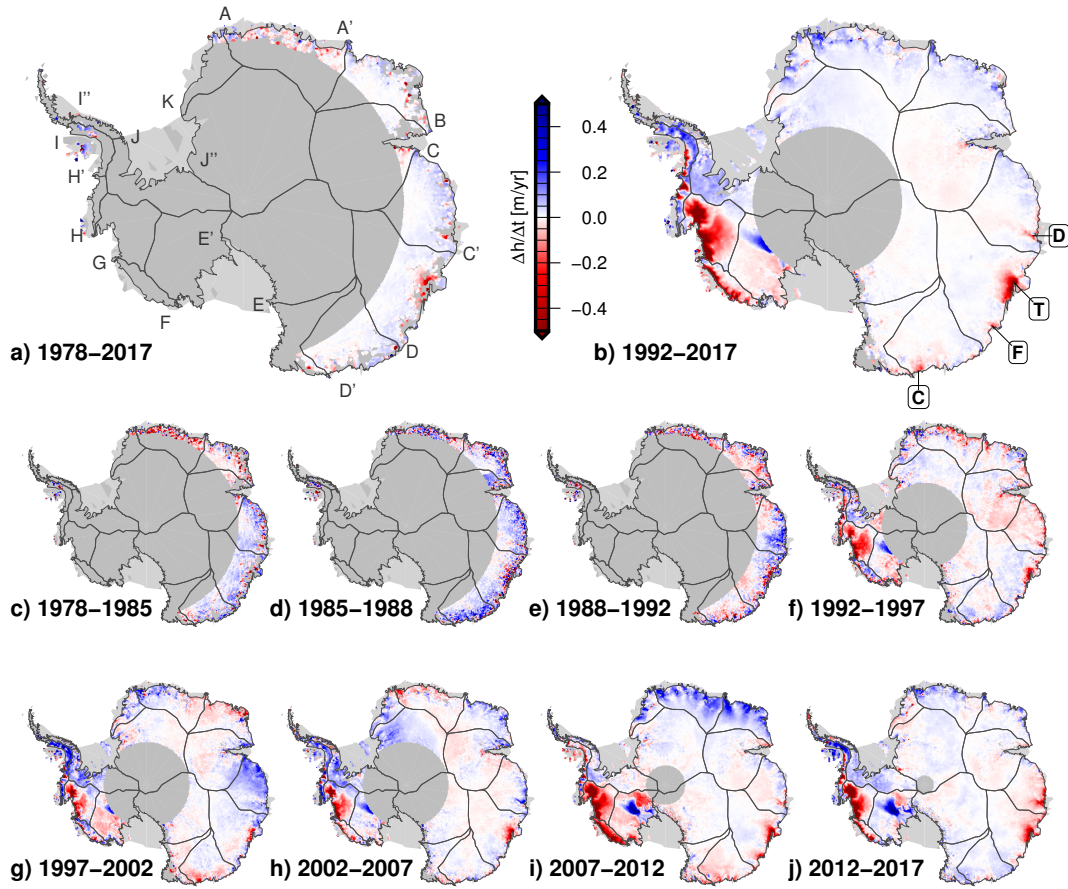 A
A'
K
I''
I
J
B
J''
C
H'
H
E'
G
C'
E
F
D
D'
a) 1978−2017
0.4
0.2
0.0
−0.2
−0.4
Δh/Δt [m/yr]
D
T
F
C
b) 1992−2017
c) 1978−1985
d) 1985−1988
e) 1988−1992
f) 1992−1997
g) 1997−2002
h) 2002−2007
i) 2007−2012
j) 2012−2017